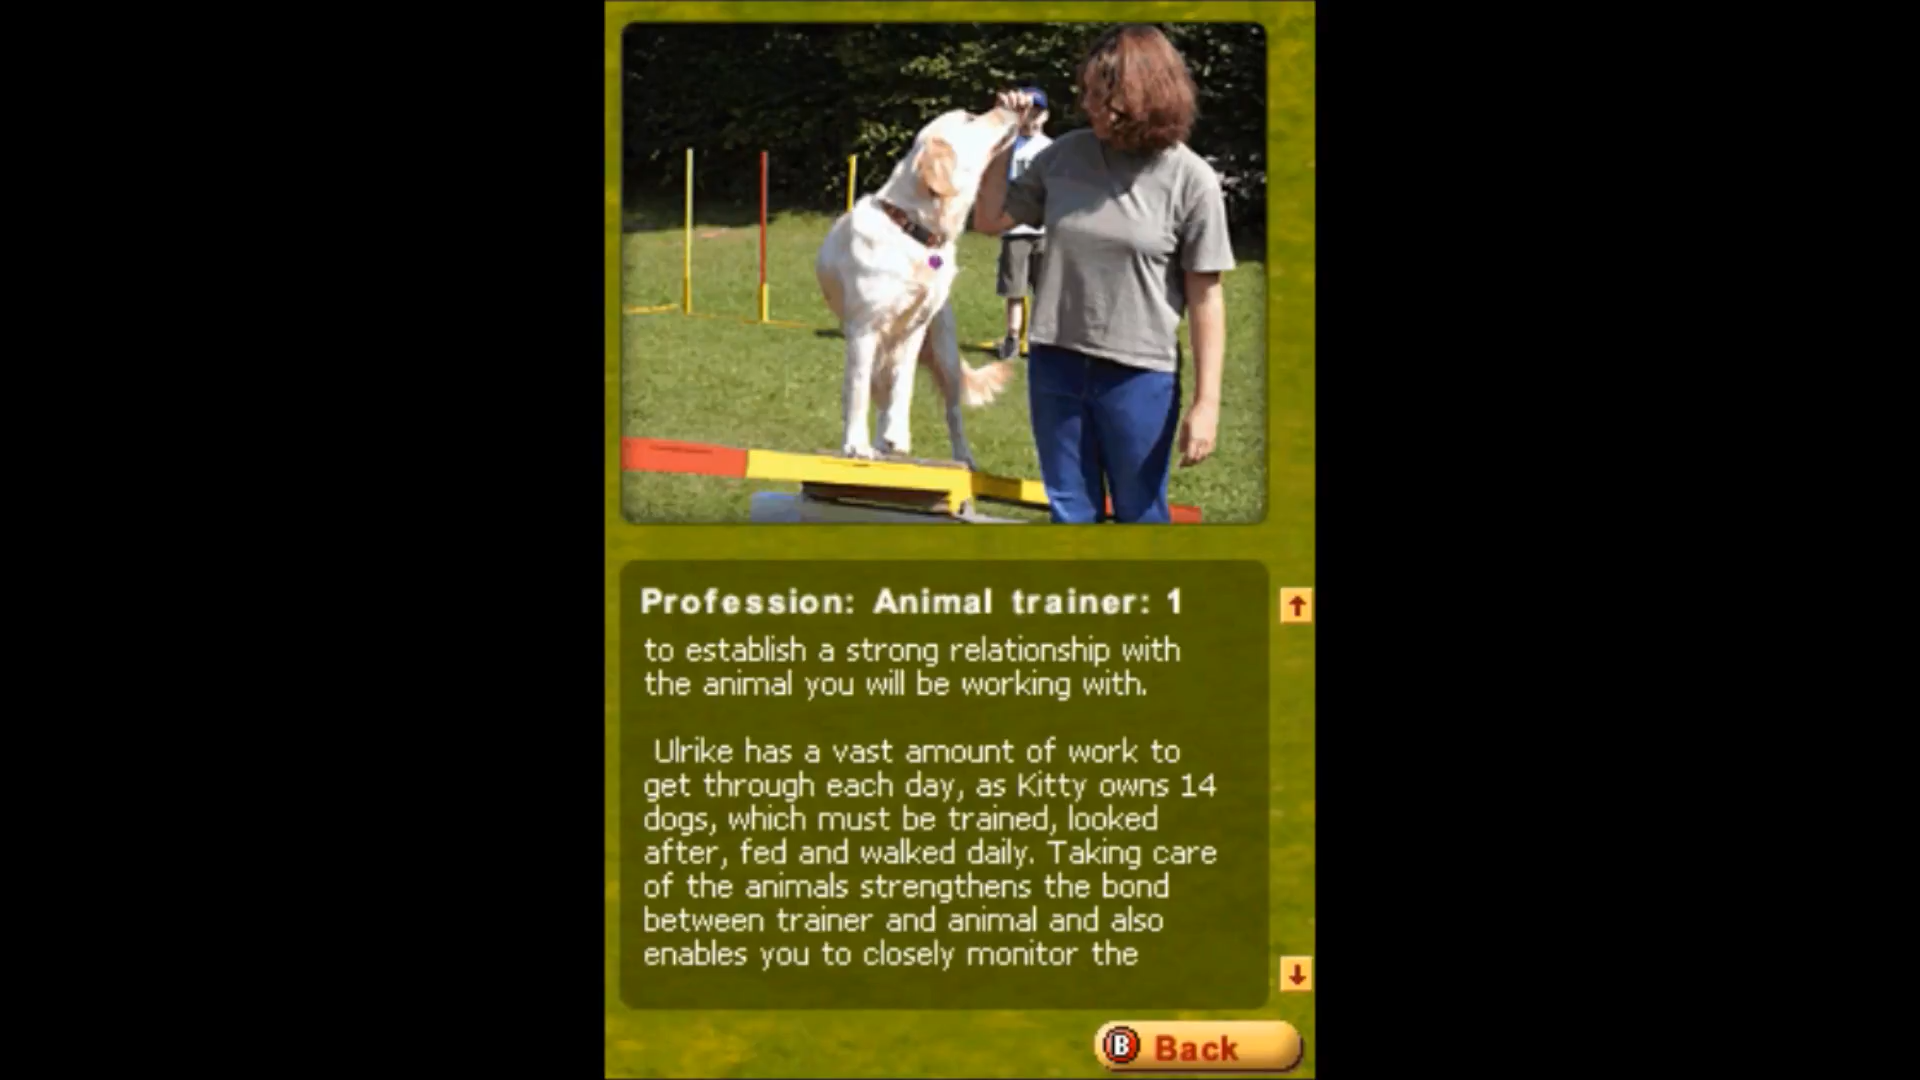 Profession: Animal trainer: 1
to establish a strong relationship with
the animal you will be working with.
Ulrike has a vast amount of work to
get through each day, as Kitty owns 14
dogs, which must be trained, looked
after, fed and walked daily. Taking care
of the animals strengthens the bond
between trainer and animal and also
enables you to closely monitor the
B Back